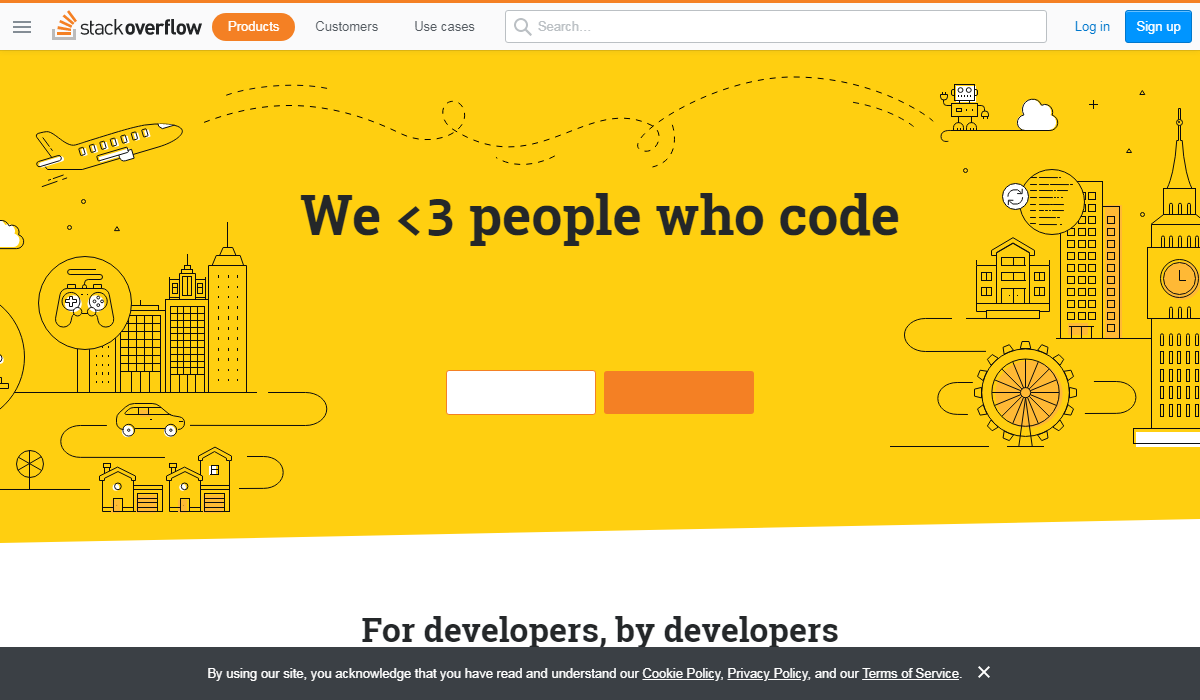 stackoverflow
Products
Customers
Use cases
Search...
Log in
Sign up
We <3 people who code
For developers, by developers
By using our site, you acknowledge that you have read and understand our Cookie Policy, Privacy Policy, and our Terms of Service.